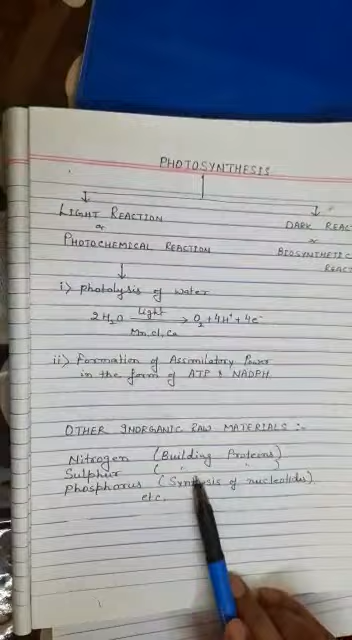 PHOTOSYNTHESIS
LIGHT REACTION
or
PHOTOCHEMICAL REACTION
DARK REAC
or
BIOSYNTHETIC
REAC
i) photolysis of water
2H₂O light → O₂ + 4H⁺ + 4e⁻
Mn, Cl, Ca
ii) Formation of Assimilatory Power
in the form of ATP & NADPH.
OTHER INORGANIC RAW MATERIALS :-
Nitrogen (Building Proteins)
Sulphur ( " " )
Phosphorus (Synthesis of nucleotides)
etc.